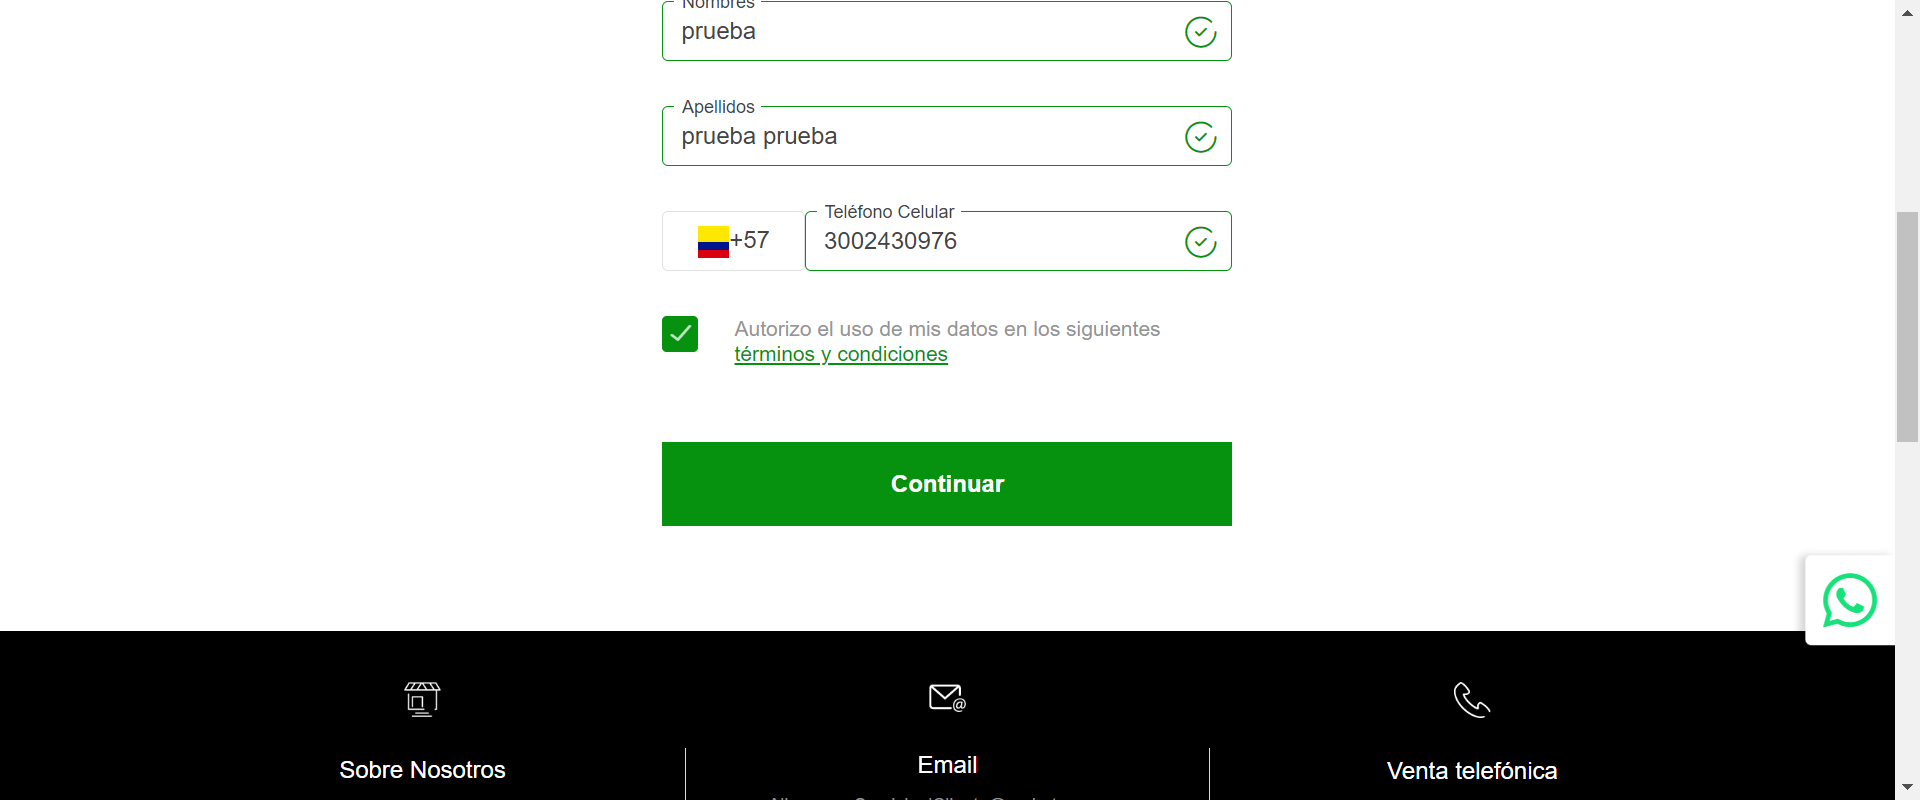 Nombres
prueba
Apellidos
prueba prueba
Teléfono Celular
+57
3002430976
Autorizo el uso de mis datos en los siguientes
términos y condiciones
Continuar
@
Sobre Nosotros
Email
Venta telefónica